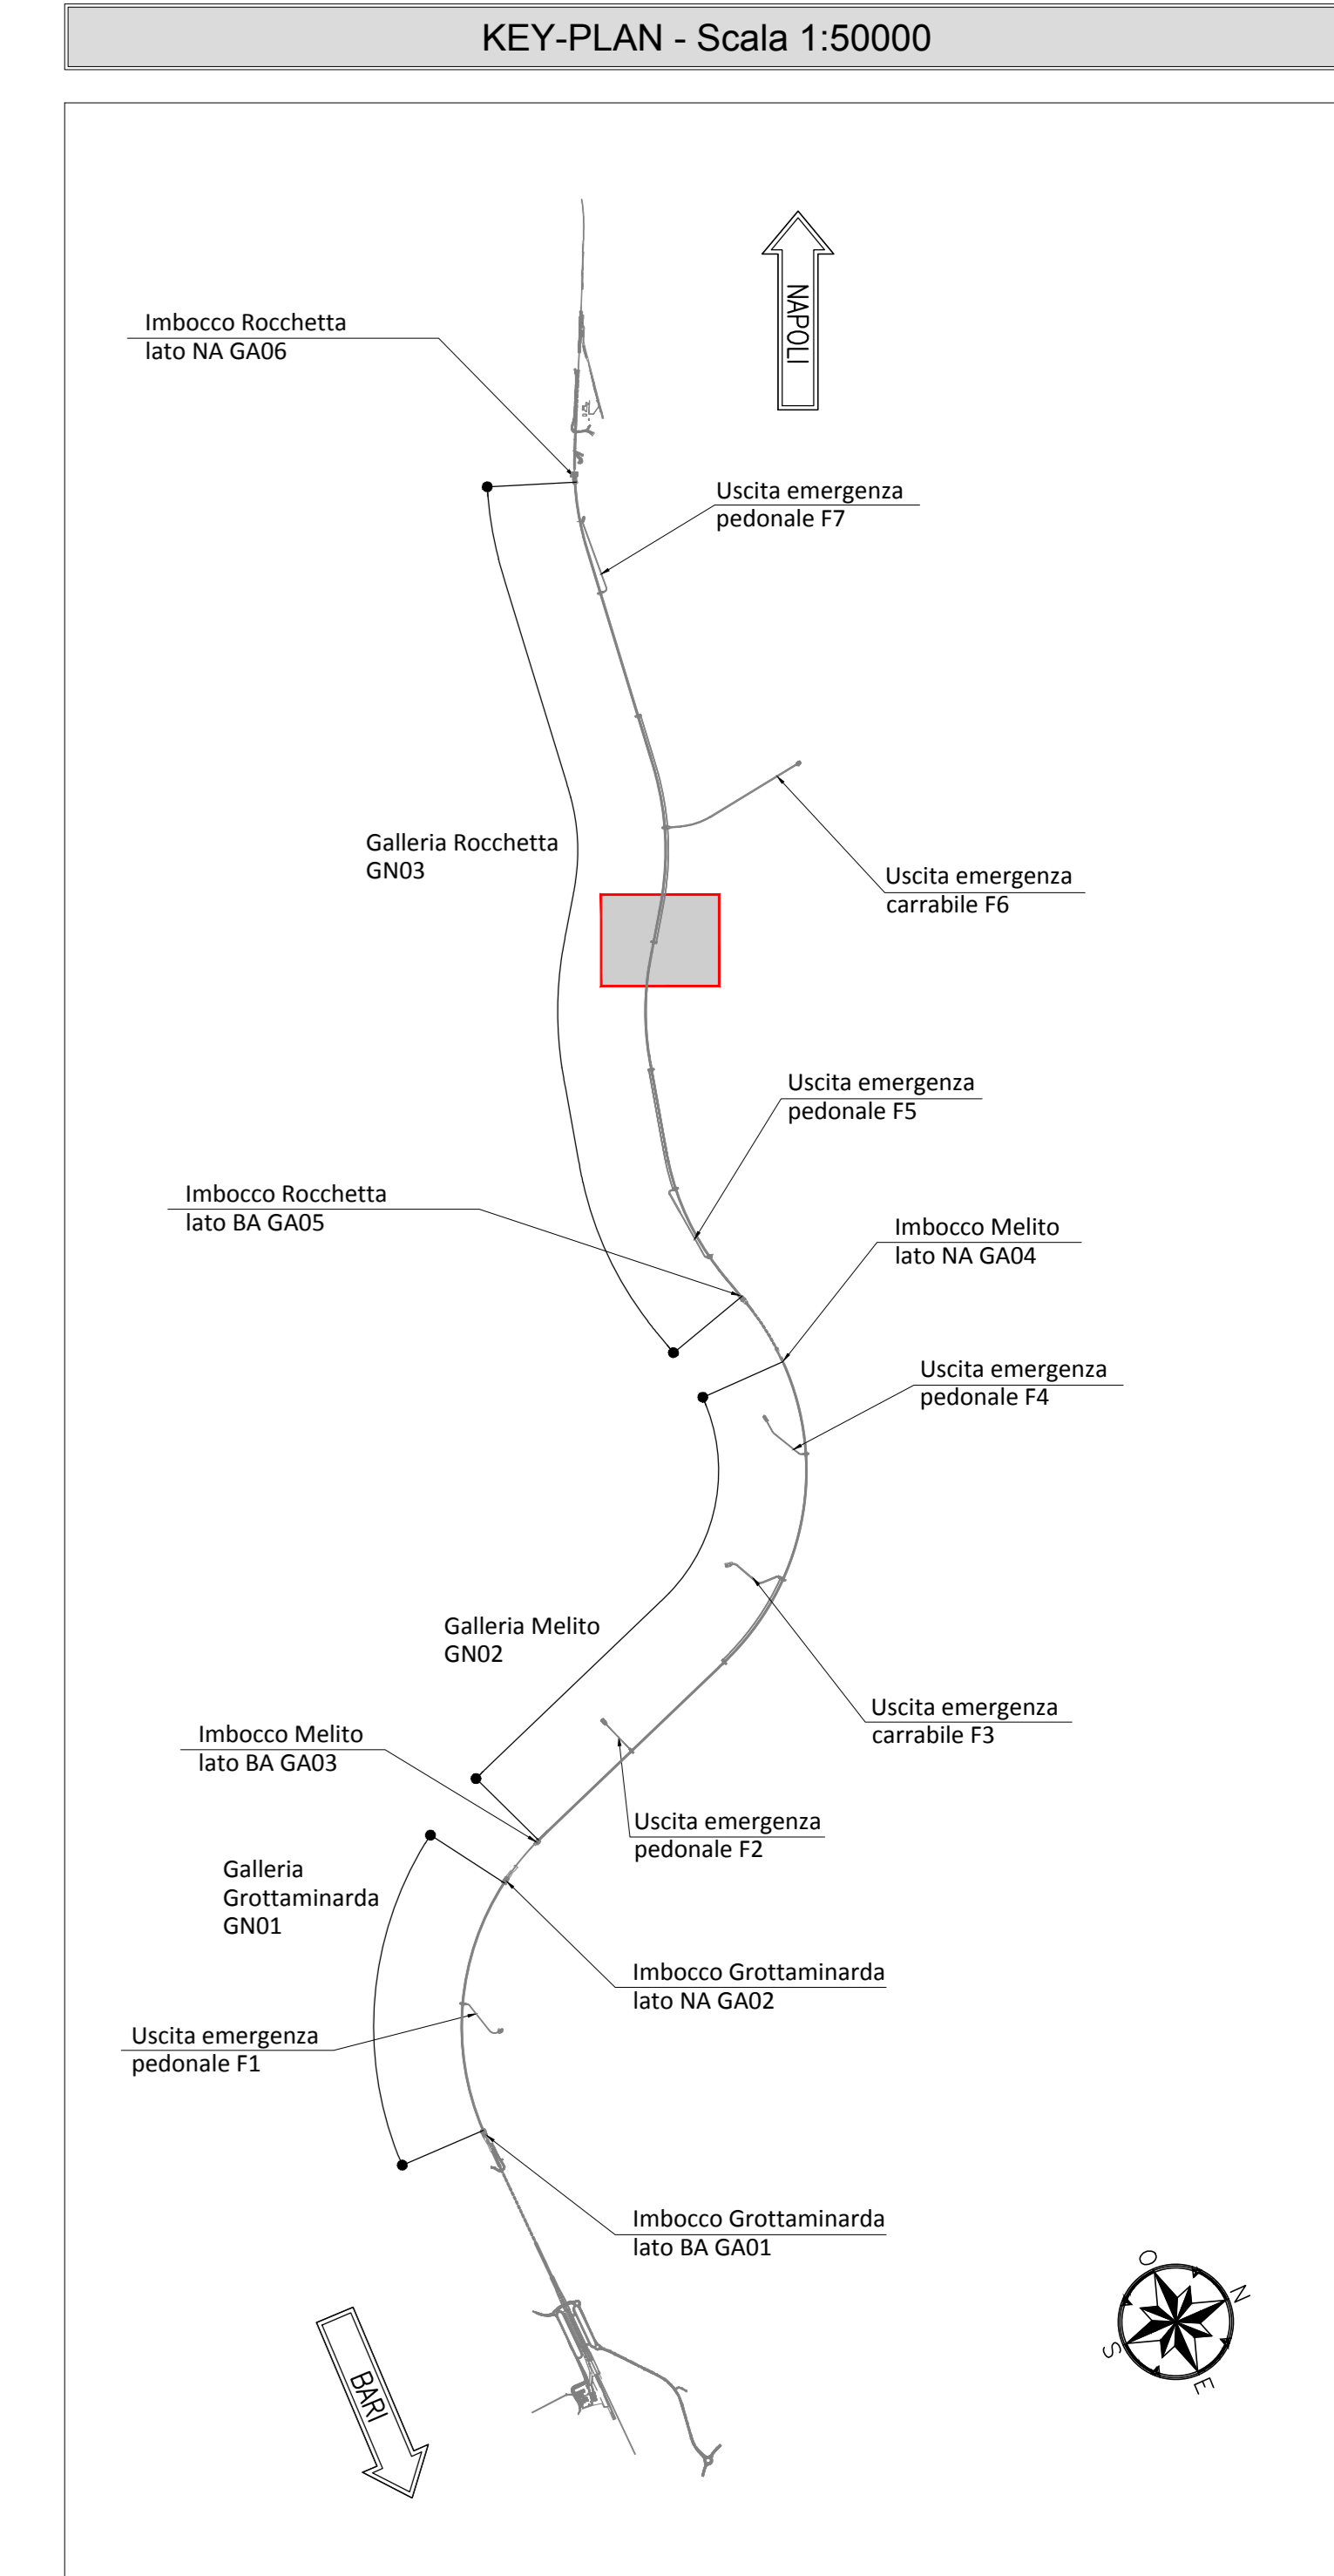 KEY-PLAN - Scala 1:50000
NAPOLI
Imbocco Rocchetta
lato NA GA06
Uscita emergenza
pedonale F7
Galleria Rocchetta
GN03
Uscita emergenza
carrabile F6
Uscita emergenza
pedonale F5
Imbocco Rocchetta
lato BA GA05
Imbocco Melito
lato NA GA04
Uscita emergenza
pedonale F4
Galleria Melito
GN02
Uscita emergenza
carrabile F3
Imbocco Melito
lato BA GA03
Uscita emergenza
pedonale F2
Galleria
Grottaminarda
GN01
Imbocco Grottaminarda
lato NA GA02
Uscita emergenza
pedonale F1
Imbocco Grottaminarda
lato BA GA01
BARI
O
N
S
E